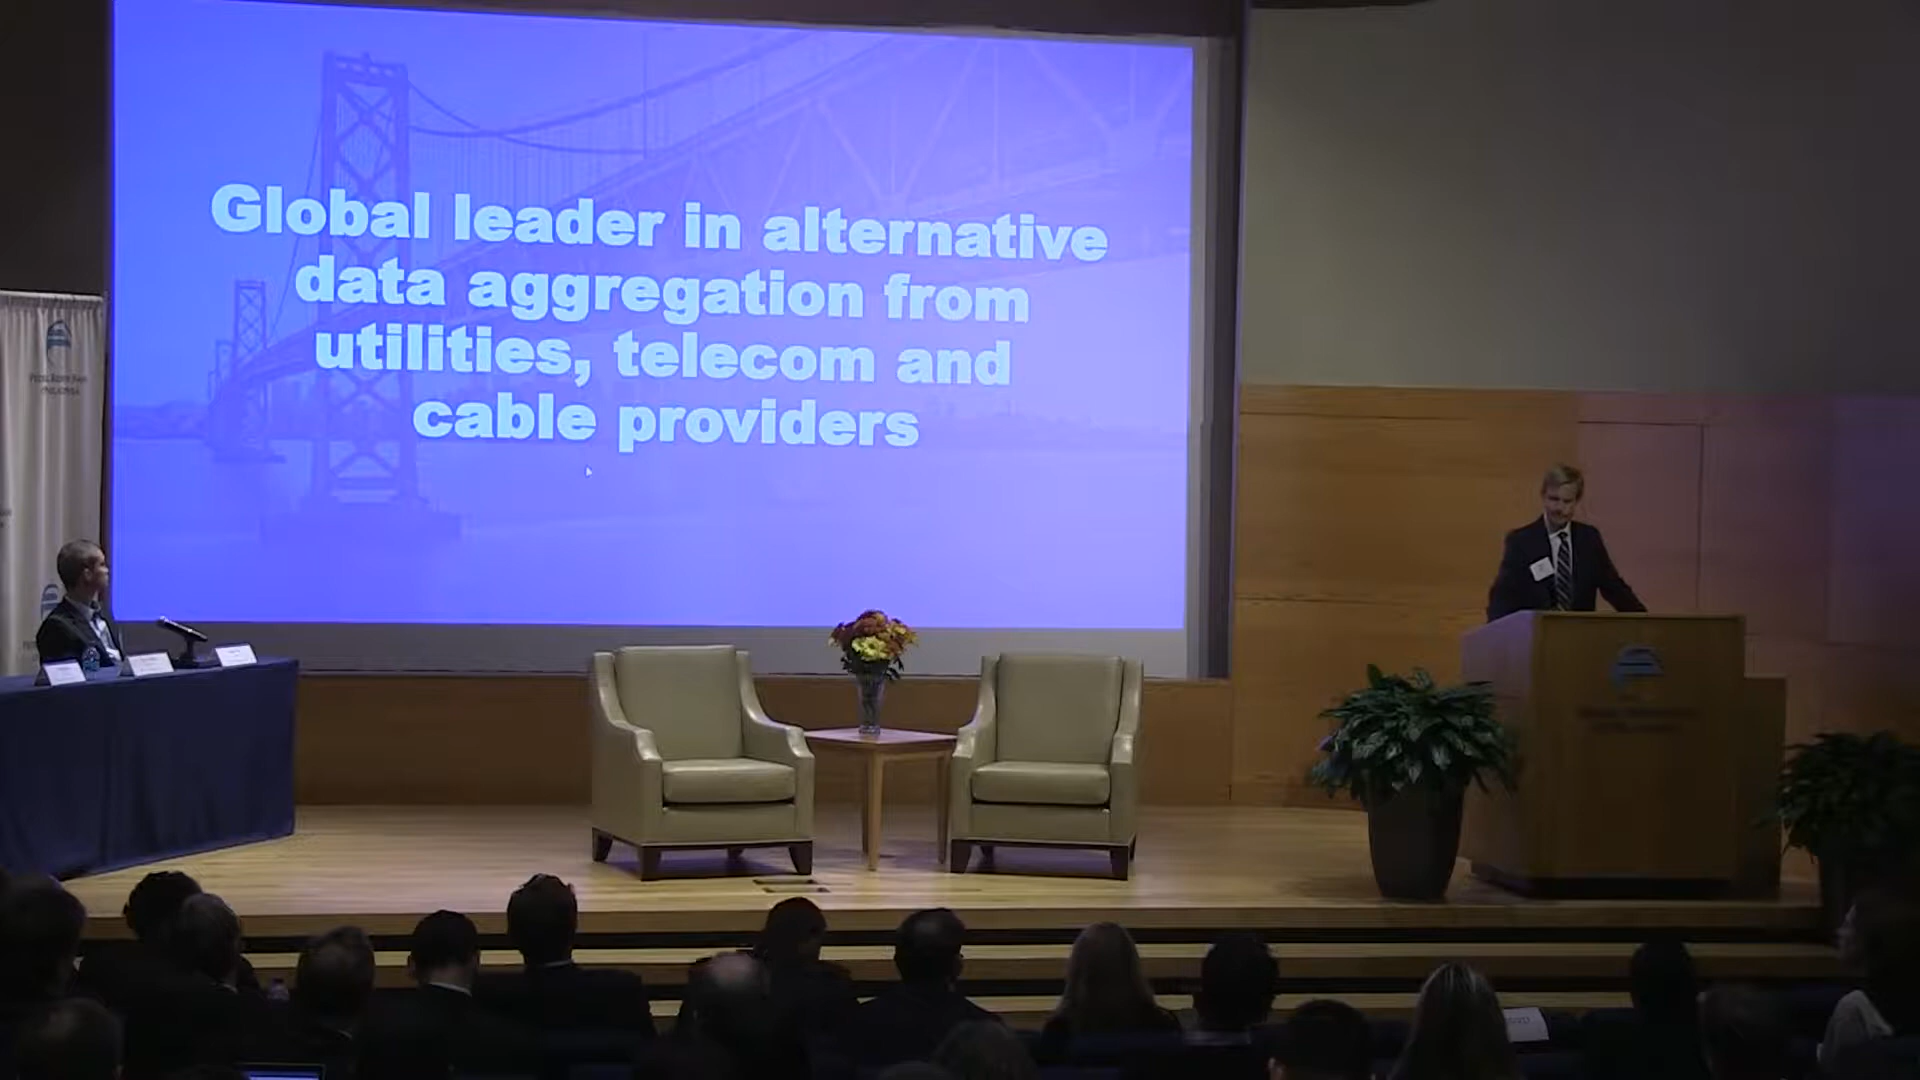 Global leader in alternative
data aggregation from
utilities, telecom and
cable providers